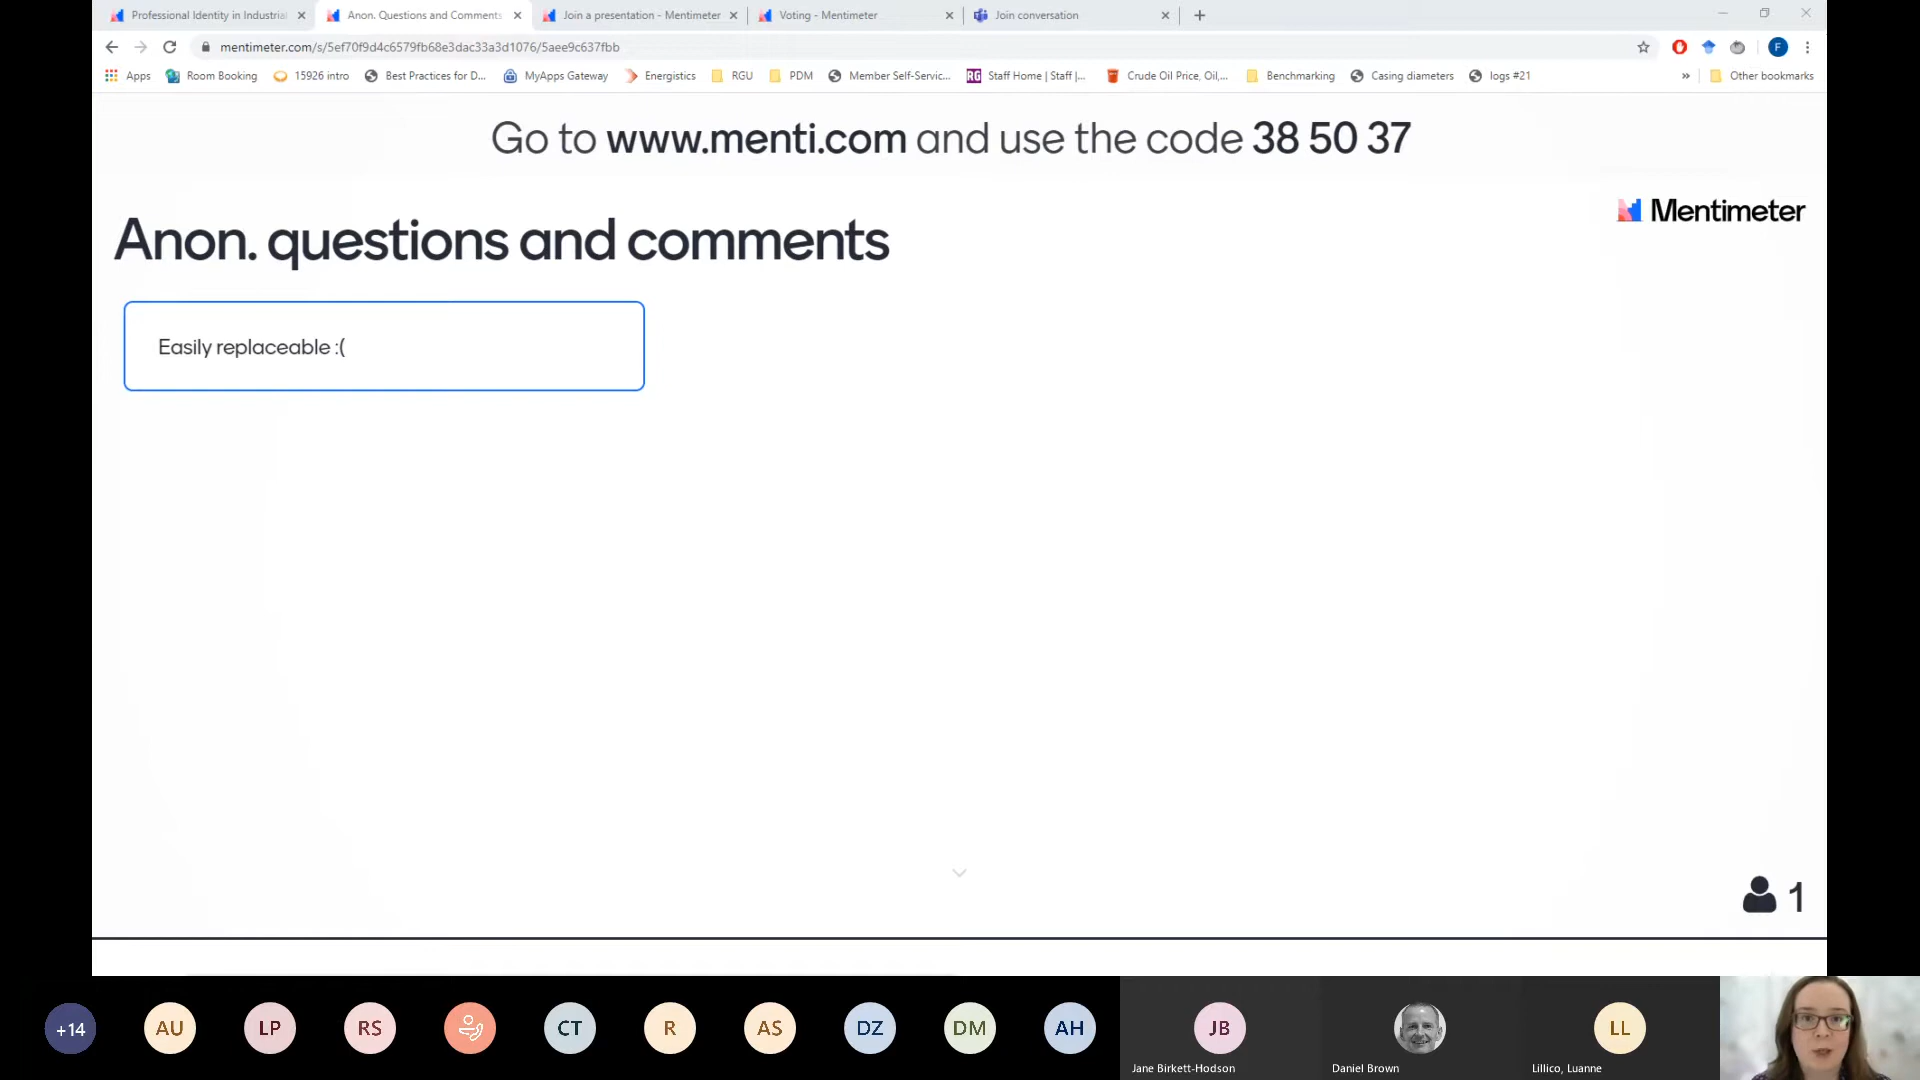 Professional Identity in Industrial
Anon. Questions and Comments
Join a presentation - Mentimeter
Voting - Mentimeter
Join conversation
mentimeter.com/s/5ef70f9d4c6579fb68e3dac33a3d1076/5aee9c637fbb
F
Apps
Room Booking
15926 intro
Best Practices for D...
MyApps Gateway
Energistics
RGU
PDM
Member Self-Servic...
RG
Staff Home | Staff |...
Crude Oil Price, Oil,...
Benchmarking
Casing diameters
logs #21
»
Other bookmarks
Go to www.menti.com and use the code 38 50 37
Mentimeter
Anon. questions and comments
Easily replaceable :(
1
+14
AU
LP
RS
CT
R
AS
DZ
DM
AH
JB
LL
Jane Birkett-Hodson
Daniel Brown
Lillico, Luanne